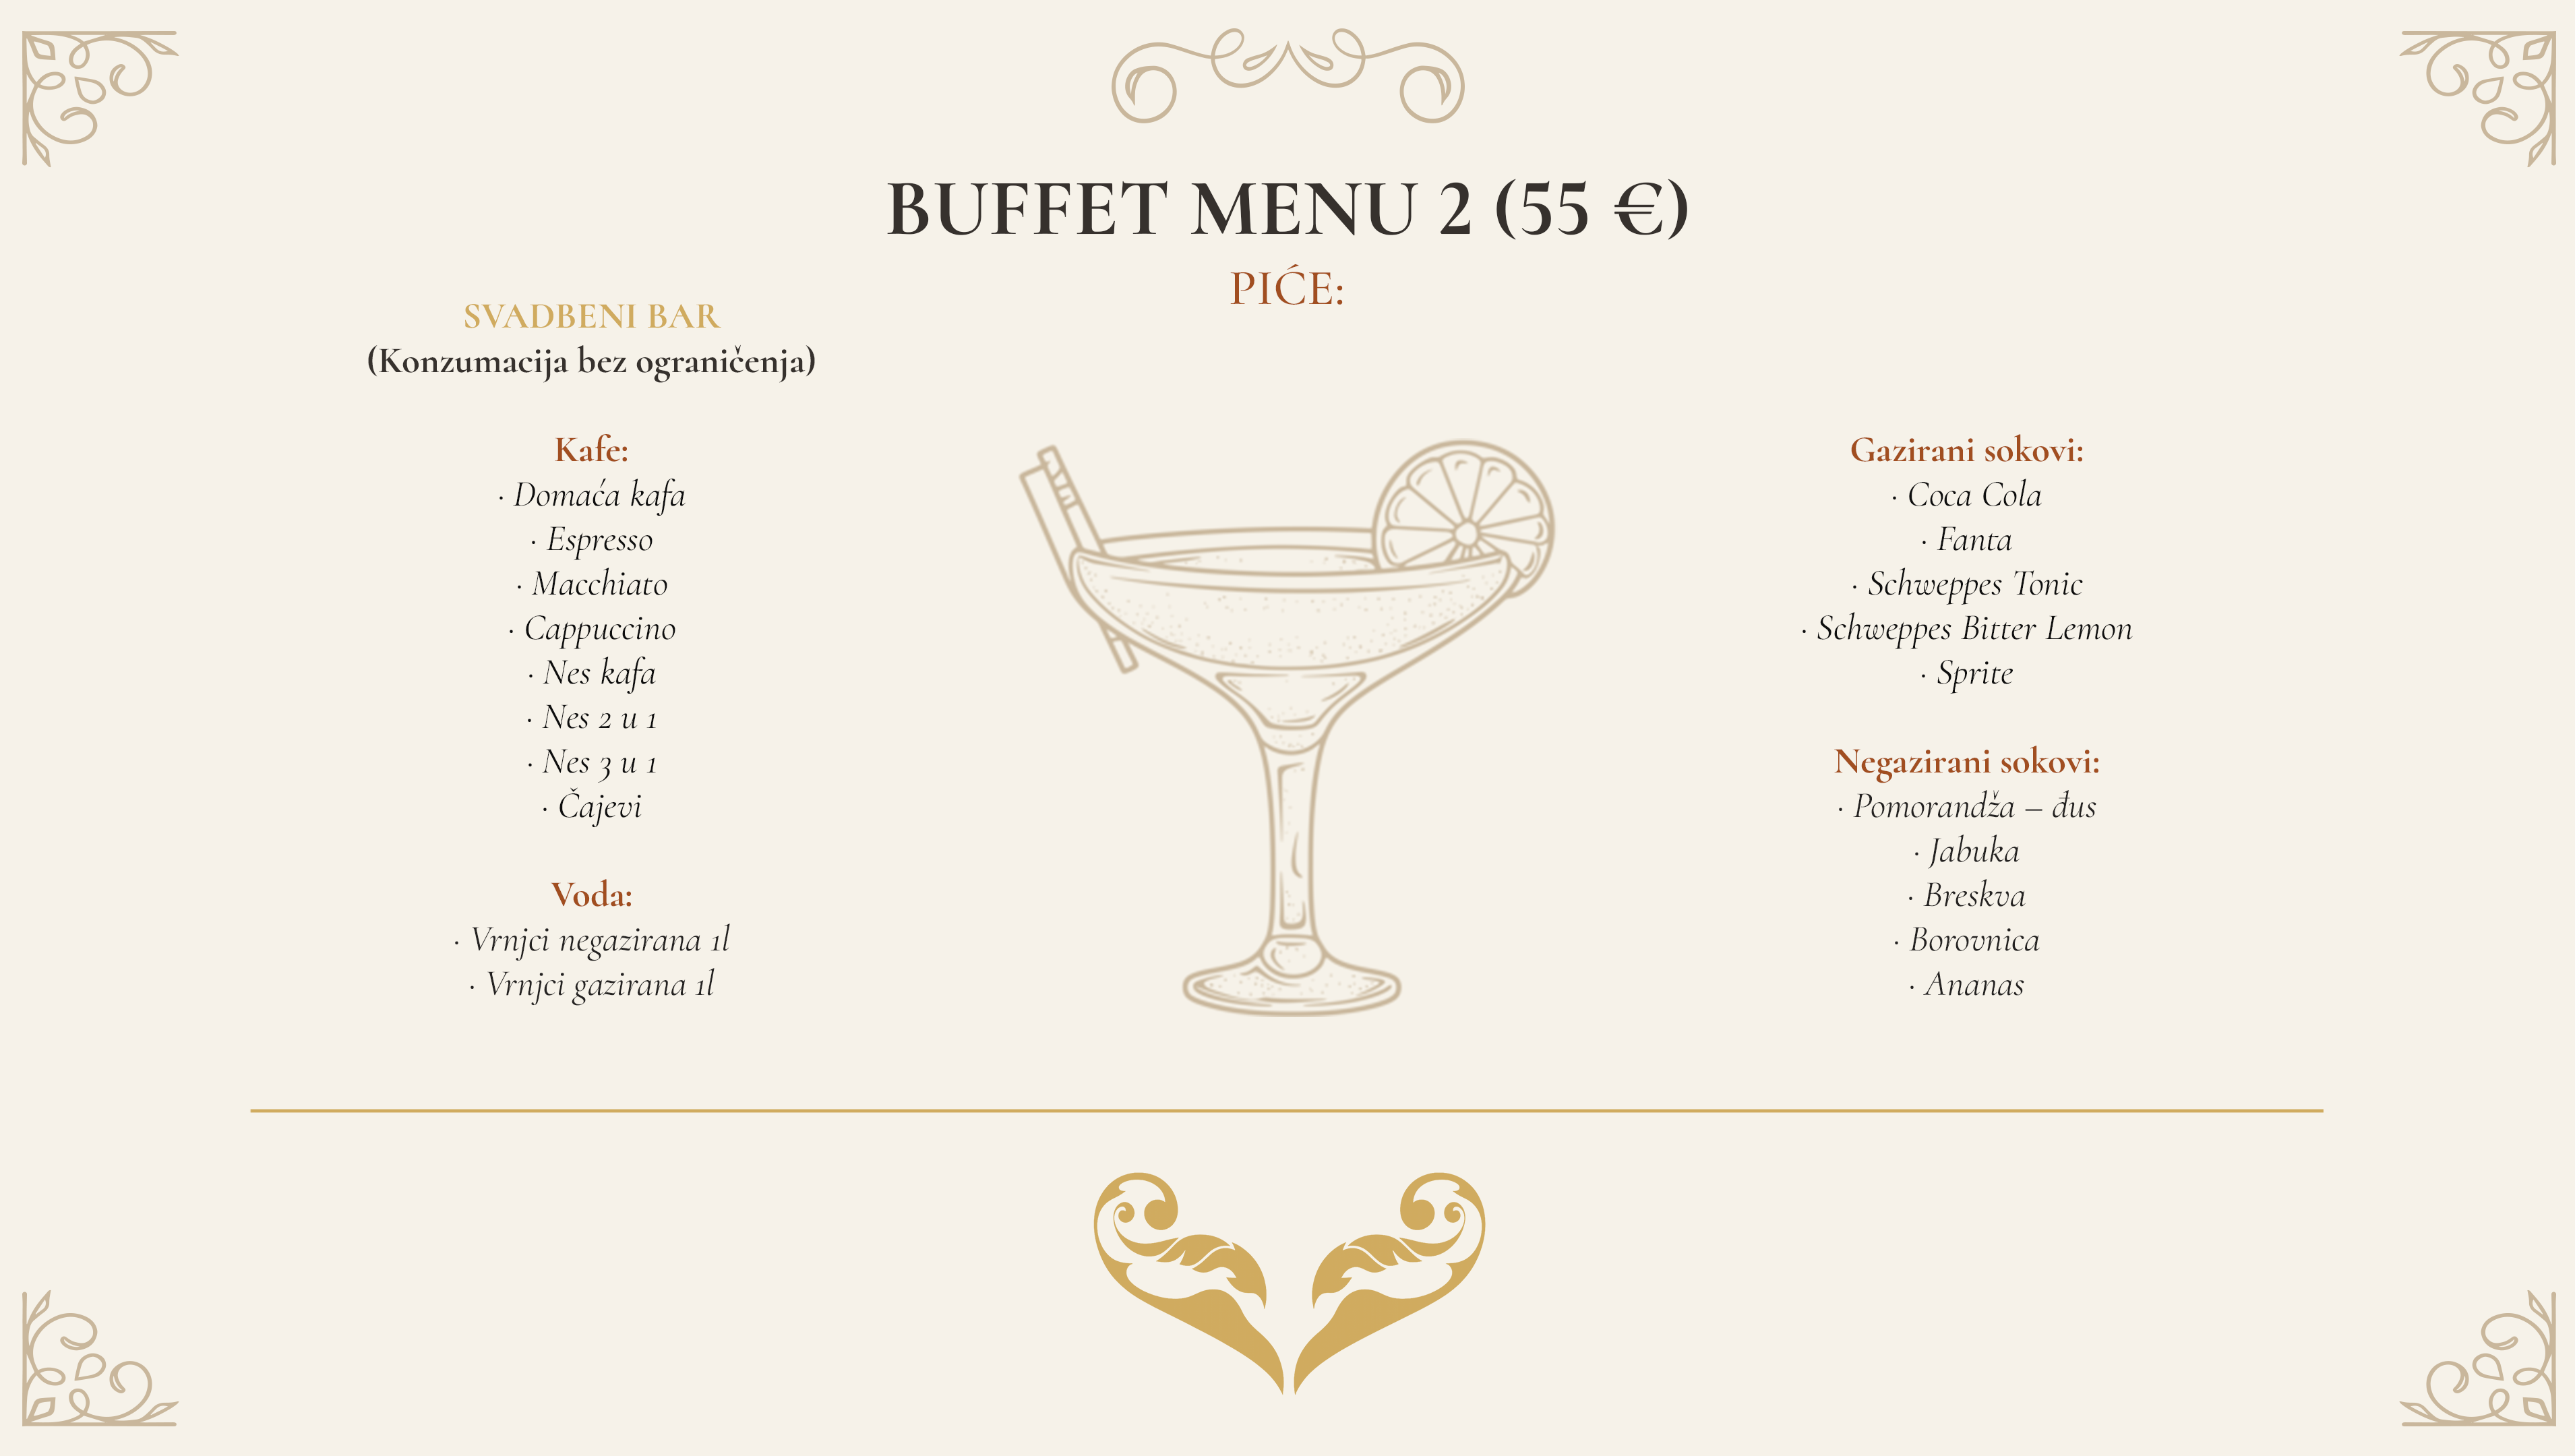 BUFFET MENU 2 (55 €)
PIĆE:
SVADBENI BAR
(Konzumacija bez ograničenja)
Kafe:
· Domaća kafa
· Espresso
· Macchiato
· Cappuccino
· Nes kafa
· Nes 2 u 1
· Nes 3 u 1
· Čajevi
Voda:
· Vrnjci negazirana 1l
· Vrnjci gazirana 1l
Gazirani sokovi:
· Coca Cola
· Fanta
· Schweppes Tonic
· Schweppes Bitter Lemon
· Sprite
Negazirani sokovi:
· Pomorandža – đus
· Jabuka
· Breskva
· Borovnica
· Ananas